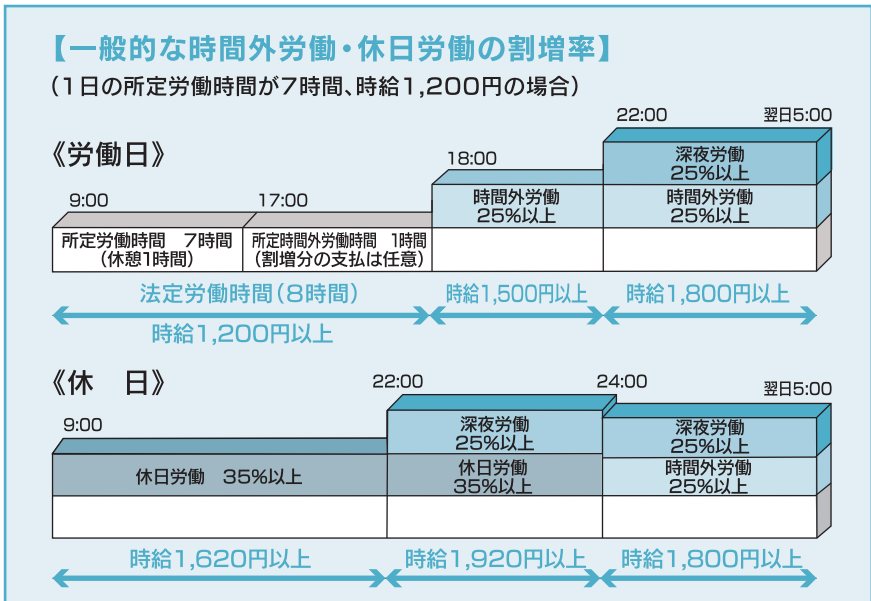 【一般的な時間外労働・休日労働の割増率】
（1日の所定労働時間が7時間、時給1,200円の場合）
《労働日》
9:00
17:00
18:00
22:00
翌日5:00
所定労働時間　7時間
（休憩1時間）
所定時間外労働時間　1時間
（割増分の支払は任意）
時間外労働
25%以上
深夜労働
25%以上
時間外労働
25%以上
法定労働時間（8時間）
時給1,200円以上
時給1,500円以上
時給1,800円以上
《休　日》
9:00
22:00
24:00
翌日5:00
休日労働　35%以上
深夜労働
25%以上
休日労働
35%以上
深夜労働
25%以上
時間外労働
25%以上
時給1,620円以上
時給1,920円以上
時給1,800円以上